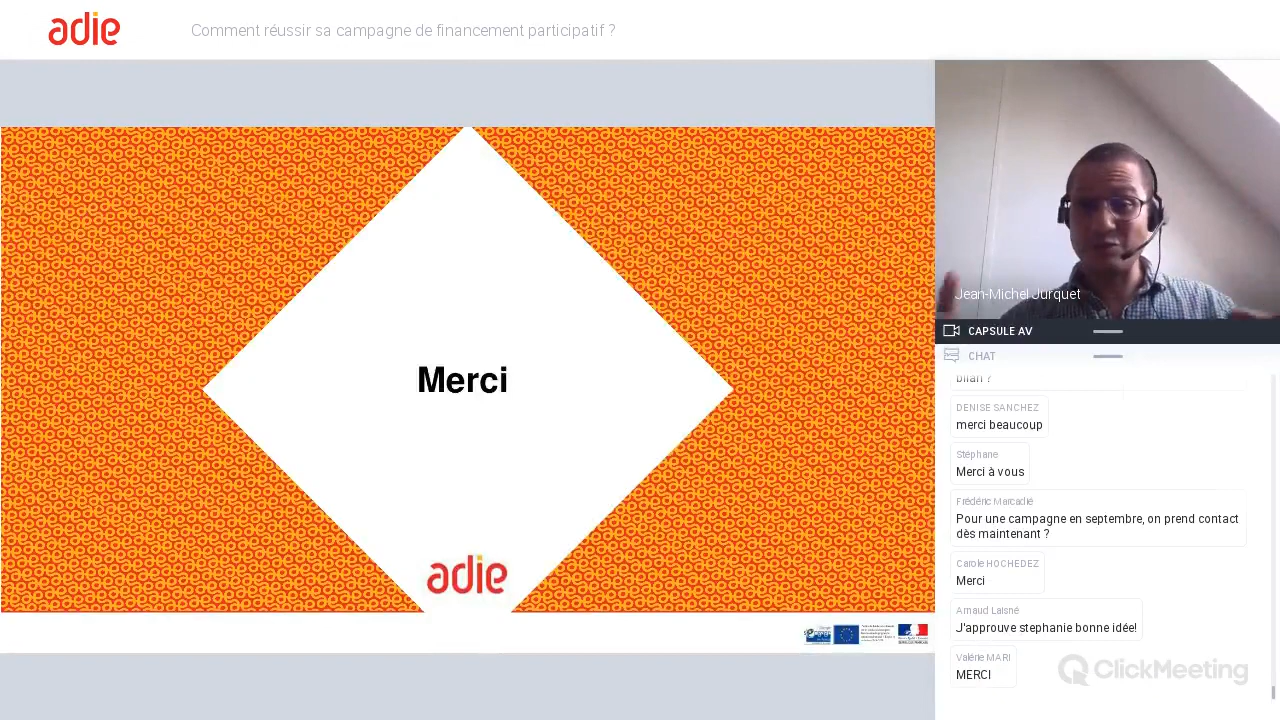 adie
Comment réussir sa campagne de financement participatif ?
Merci
adie
Jean-Michel Jurquet
CAPSULE AV
CHAT
bilan ?
DENISE SANCHEZ
merci beaucoup
Stéphane
Merci à vous
Frédéric Marcadié
Pour une campagne en septembre, on prend contact
dès maintenant ?
Carole HOCHEDEZ
Merci
Arnaud Laisné
J'approuve stephanie bonne idée!
Valérie MARI
MERCI
ClickMeeting